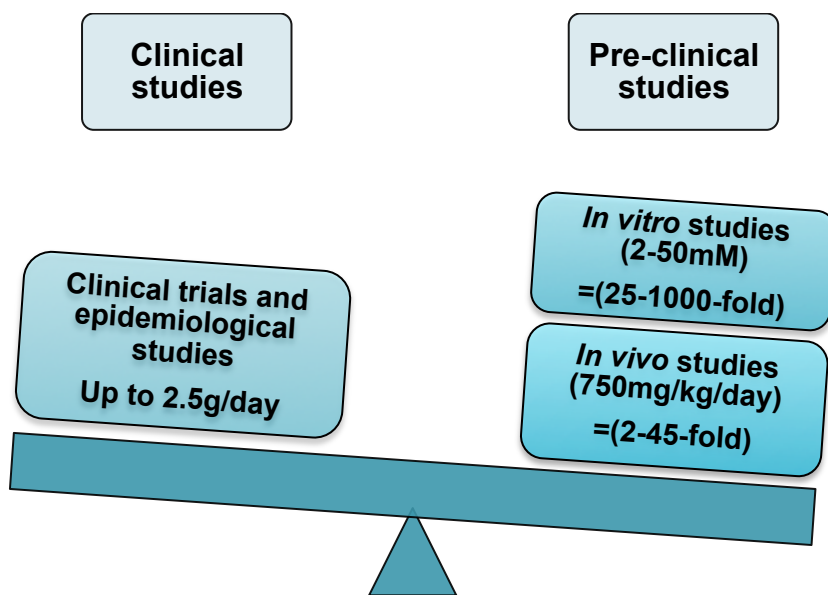 Clinical
studies
Pre-clinical
studies
In vitro studies
(2-50mM)
=(25-1000-fold)
Clinical trials and
epidemiological
studies
Up to 2.5g/day
In vivo studies
(750mg/kg/day)
=(2-45-fold)